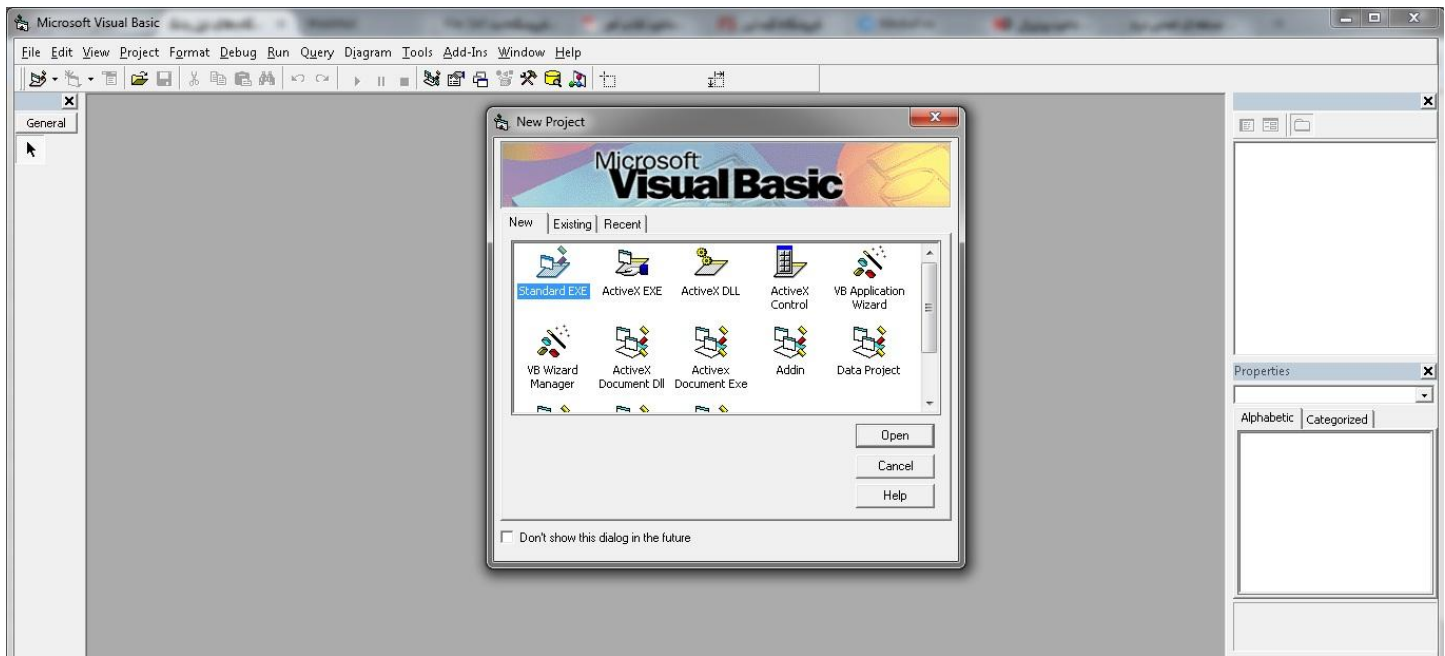 Microsoft Visual Basic
File Edit View Project Format Debug Run Query Diagram Tools Add-Ins Window Help
General
New Project
Microsoft
Visual Basic
New Existing Recent
Standard EXE ActiveX EXE ActiveX DLL ActiveX Control VB Application Wizard
VB Wizard Manager ActiveX Document Dll Activex Document Exe Addin Data Project
Open
Cancel
Help
Don't show this dialog in the future
Properties
Alphabetic Categorized